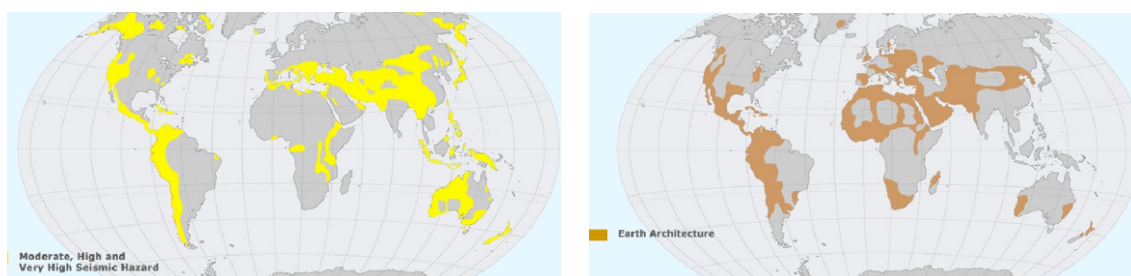 Moderate, High and
Very High Seismic Hazard
Earth Architecture